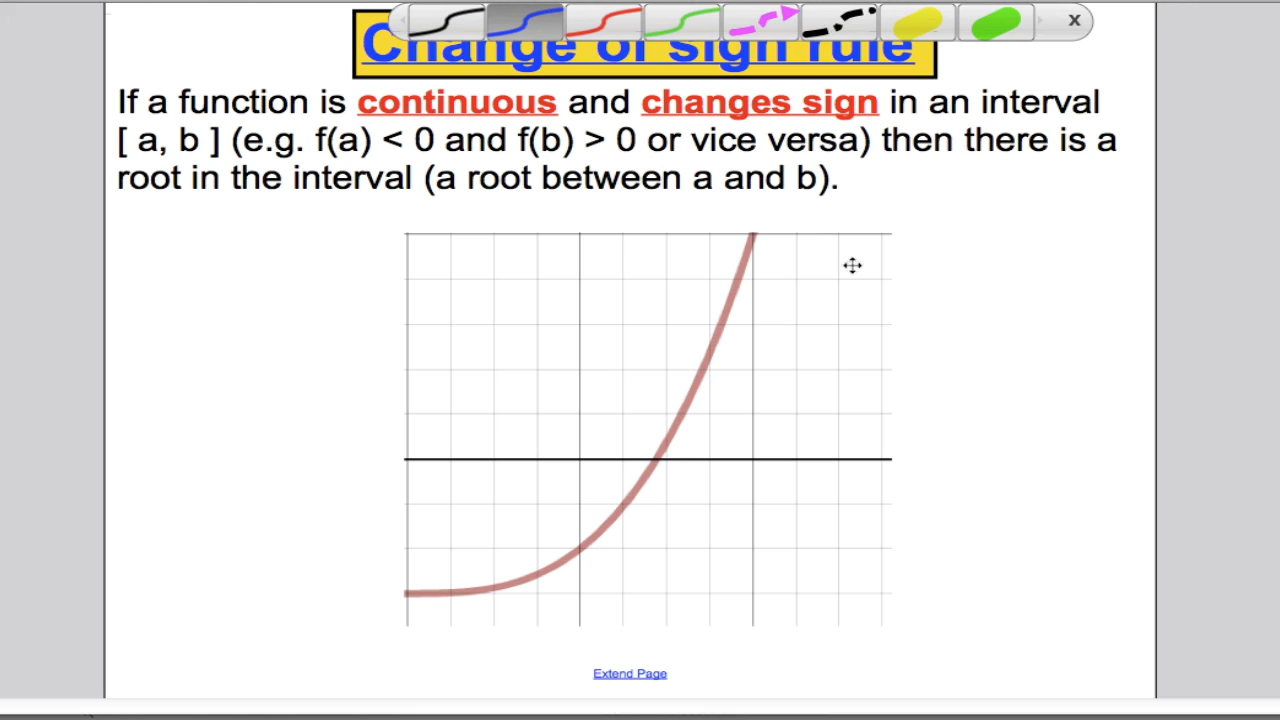 Change of sign rule
x
If a function is continuous and changes sign in an interval
[ a, b ] (e.g. f(a) < 0 and f(b) > 0 or vice versa) then there is a
root in the interval (a root between a and b).
Extend Page